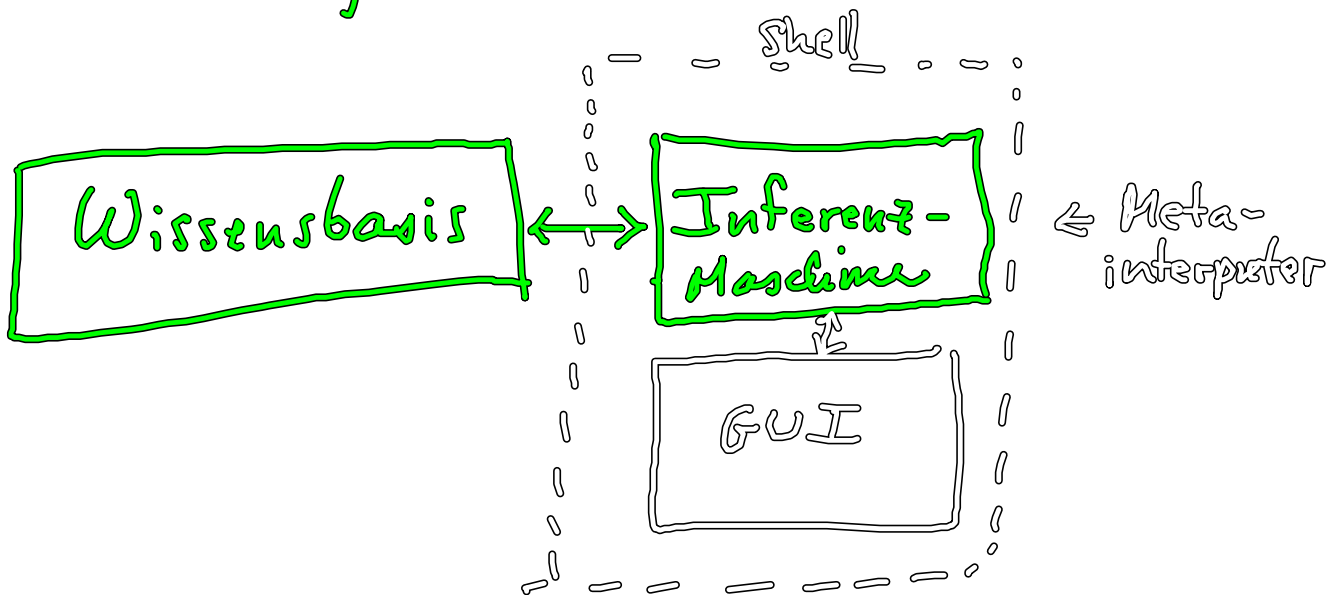 Shell
Wissensbasis
Inferenz-
Maschine
← Meta-
interpreter
GUI